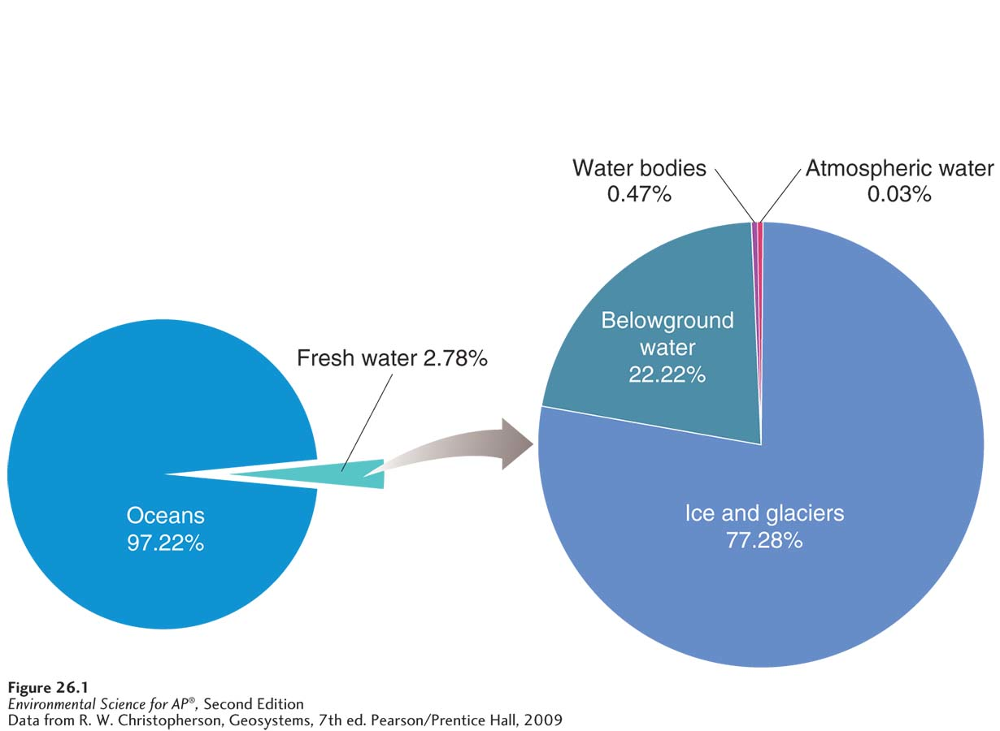 Water bodies
0.47%
Atmospheric water
0.03%
Belowground
water
22.22%
Fresh water 2.78%
Oceans
97.22%
Ice and glaciers
77.28%
Figure 26.1
Environmental Science for AP®, Second Edition
Data from R. W. Christopherson, Geosystems, 7th ed. Pearson/Prentice Hall, 2009